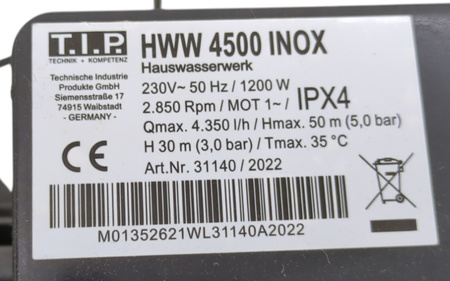 T.I.P.
TECHNIK + KOMPETENZ
Technische Industrie
Produkte GmbH
Siemensstraße 17
74915 Waibstadt
- GERMANY -
HWW 4500 INOX
Hauswasserwerk
230V~ 50 Hz / 1200 W
2.850 Rpm / MOT 1~ / IPX4
Qmax. 4.350 l/h / Hmax. 50 m (5,0 bar)
H 30 m (3,0 bar) / Tmax. 35 °C
Art.Nr. 31140 / 2022
CE
M01352621WL31140A2022